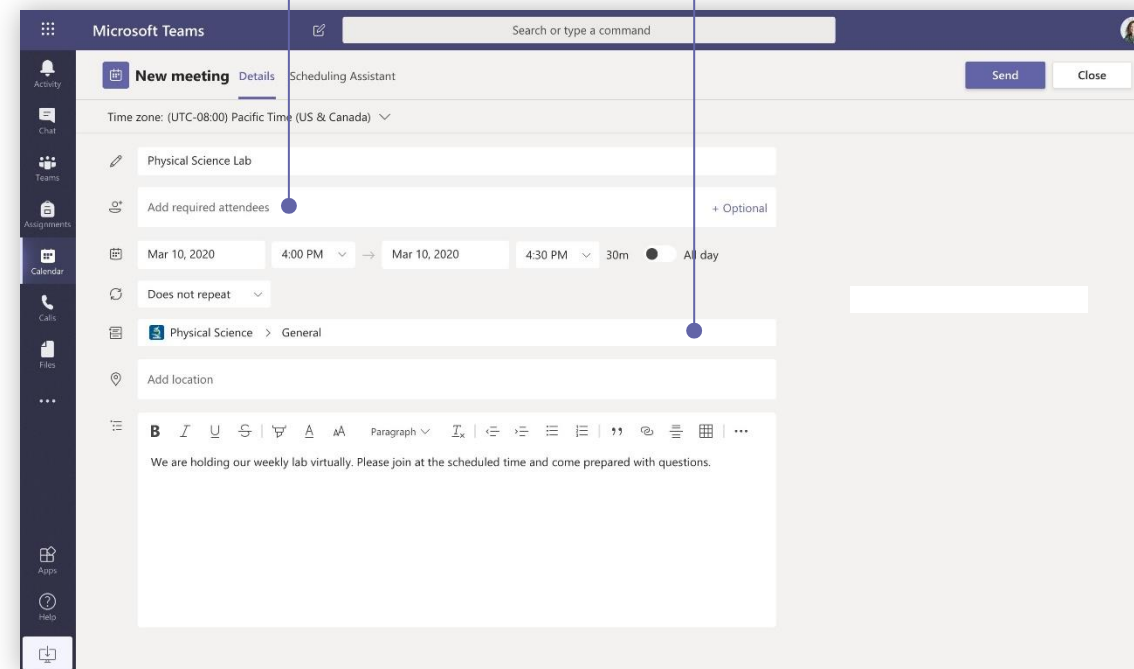 Microsoft Teams
Search or type a command
Activity
Chat
Teams
Assignments
Calendar
Calls
Files
Apps
Help
New meeting Details Scheduling Assistant
Send Close
Time zone: (UTC-08:00) Pacific Time (US & Canada)
Physical Science Lab
Add required attendees + Optional
Mar 10, 2020 4:00 PM → Mar 10, 2020 4:30 PM 30m All day
Does not repeat
Physical Science > General
Add location
B I U S A AA Paragraph Tx
We are holding our weekly lab virtually. Please join at the scheduled time and come prepared with questions.